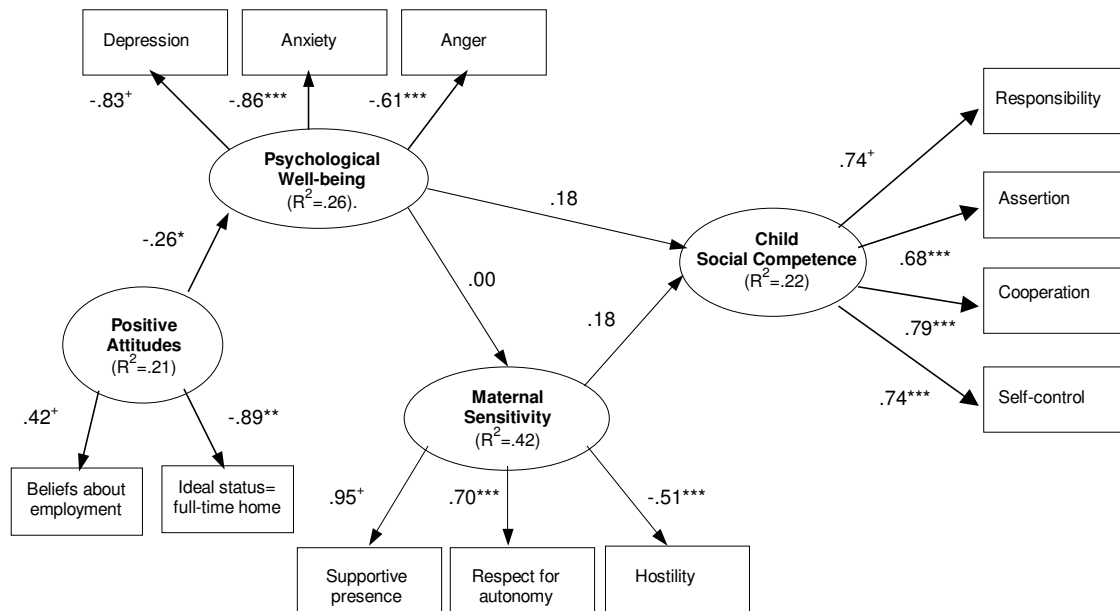 Depression
Anxiety
Anger
-.83+
-.86***
-.61***
Responsibility
Psychological
Well-being
(R²=.26).
.74+
.18
Assertion
Child
Social Competence
(R²=.22)
-.26*
.68***
.00
Cooperation
.18
.79***
Positive
Attitudes
(R²=.21)
.74***
Self-control
Maternal
Sensitivity
(R²=.42)
.42+
-.89**
Beliefs about
employment
Ideal status=
full-time home
.95+
.70***
-.51***
Supportive
presence
Respect for
autonomy
Hostility